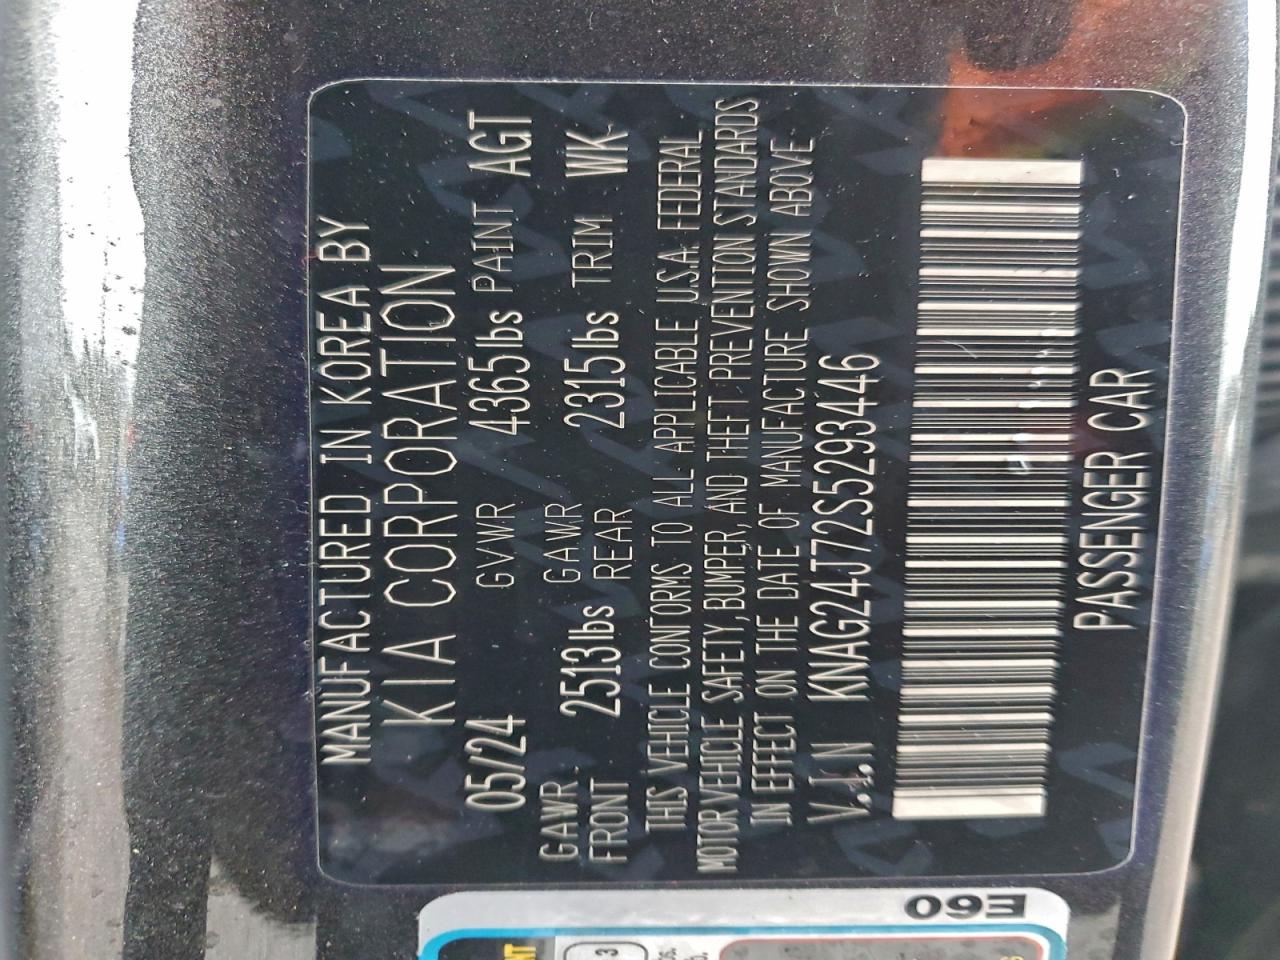 MANUFACTURED IN KOREA BY
KIA CORPORATION
05/24 GVWR 4365lbs PAINT AGT
GAWR FRONT 2513lbs GAWR REAR 2315lbs TRIM WK
THIS VEHICLE CONFORMS TO ALL APPLICABLE U.S.A FEDERAL
MOTOR VEHICLE SAFETY, BUMPER, AND THEFT PREVENTION STANDARDS
IN EFFECT ON THE DATE OF MANUFACTURE SHOWN ABOVE
V.I.N KNAG24J72S5293446
PASSENGER CAR
E60